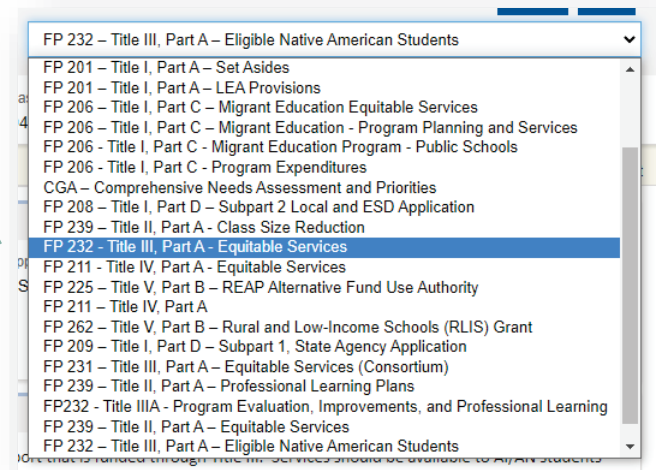 FP 232 – Title III, Part A – Eligible Native American Students
FP 201 – Title I, Part A – Set Asides
FP 201 – Title I, Part A – LEA Provisions
FP 206 – Title I, Part C – Migrant Education Equitable Services
FP 206 – Title I, Part C – Migrant Education - Program Planning and Services
FP 206 - Title I, Part C - Migrant Education Program - Public Schools
FP 206 - Title I, Part C - Program Expenditures
CGA – Comprehensive Needs Assessment and Priorities
FP 208 – Title I, Part D – Subpart 2 Local and ESD Application
FP 239 – Title II, Part A - Class Size Reduction
FP 232 - Title III, Part A - Equitable Services
FP 211 - Title IV, Part A - Equitable Services
FP 225 – Title V, Part B – REAP Alternative Fund Use Authority
FP 211 – Title IV, Part A
FP 262 – Title V, Part B – Rural and Low-Income Schools (RLIS) Grant
FP 209 – Title I, Part D – Subpart 1, State Agency Application
FP 231 – Title III, Part A – Equitable Services (Consortium)
FP 239 – Title II, Part A – Professional Learning Plans
FP232 - Title IIIA - Program Evaluation, Improvements, and Professional Learning
FP 239 – Title II, Part A – Equitable Services
FP 232 – Title III, Part A – Eligible Native American Students